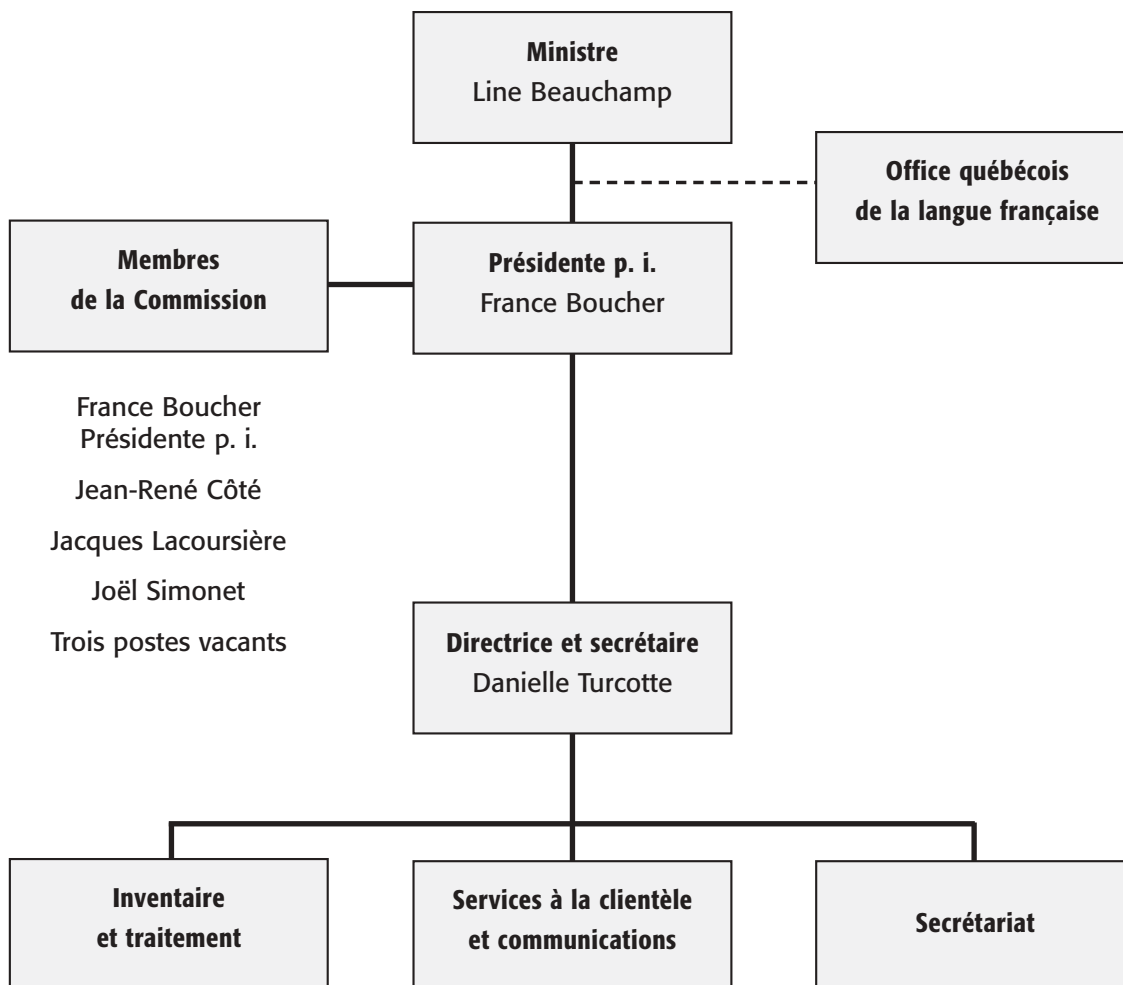 Ministre
Line Beauchamp
Office québécois
de la langue française
Membres
de la Commission
Présidente p. i.
France Boucher
France Boucher
Présidente p. i.
Jean-René Côté
Jacques Lacoursière
Joël Simonet
Trois postes vacants
Directrice et secrétaire
Danielle Turcotte
Inventaire
et traitement
Services à la clientèle
et communications
Secrétariat